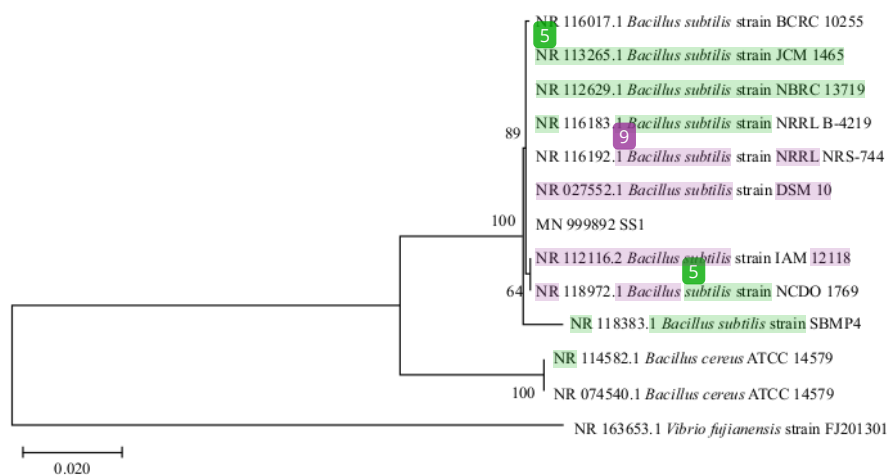 NR 116017.1 Bacillus subtilis strain BCRC 10255
5
NR 113265.1 Bacillus subtilis strain JCM 1465
NR 112629.1 Bacillus subtilis strain NBRC 13719
NR 116183.1 Bacillus subtilis strain NRRL B-4219
89
9
NR 116192.1 Bacillus subtilis strain NRRL NRS-744
NR 027552.1 Bacillus subtilis strain DSM 10
100
MN 999892 SS1
NR 112116.2 Bacillus subtilis strain IAM 12118
5
64
NR 118972.1 Bacillus subtilis strain NCDO 1769
NR 118383.1 Bacillus subtilis strain SBMP4
NR 114582.1 Bacillus cereus ATCC 14579
100
NR 074540.1 Bacillus cereus ATCC 14579
NR 163653.1 Vibrio fujianensis strain FJ201301
0.020